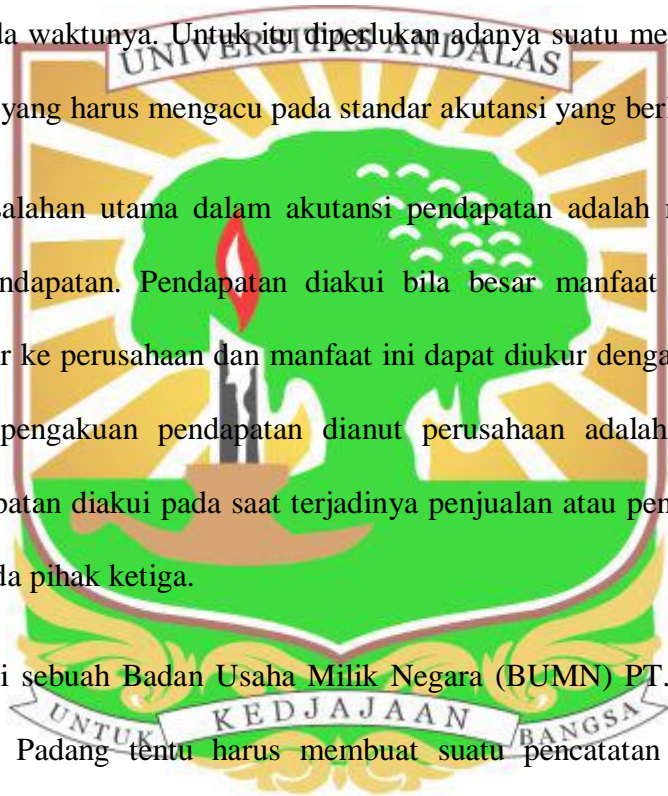 da waktunya. Untuk itu diperlukan adanya suatu me
UNIVERSITAS ANDALAS
yang harus mengacu pada standar akutansi yang berl
salahan utama dalam akutansi pendapatan adalah
endapatan. Pendapatan diakui bila besar manfaat
r ke perusahaan dan manfaat ini dapat diukur denga
pengakuan pendapatan dianut perusahaan adalah
patan diakui pada saat terjadinya penjualan atau pen
da pihak ketiga.
i sebuah Badan Usaha Milik Negara (BUMN) PT.
UNTUK KEDJAJAAN BANGSA
Padang tentu harus membuat suatu pencatatan